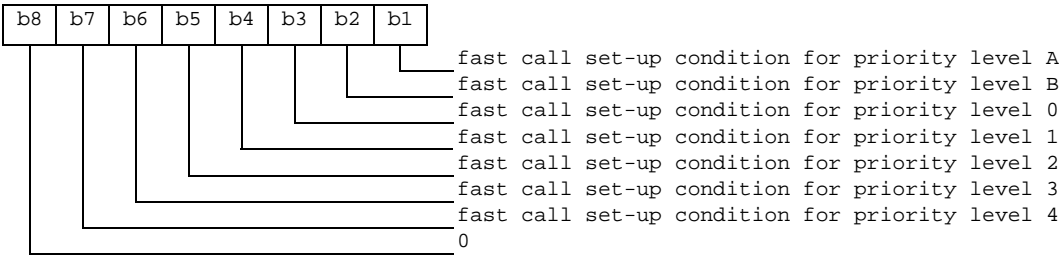 b8 b7 b6 b5 b4 b3 b2 b1
fast call set-up condition for priority level A
fast call set-up condition for priority level B
fast call set-up condition for priority level 0
fast call set-up condition for priority level 1
fast call set-up condition for priority level 2
fast call set-up condition for priority level 3
fast call set-up condition for priority level 4
0